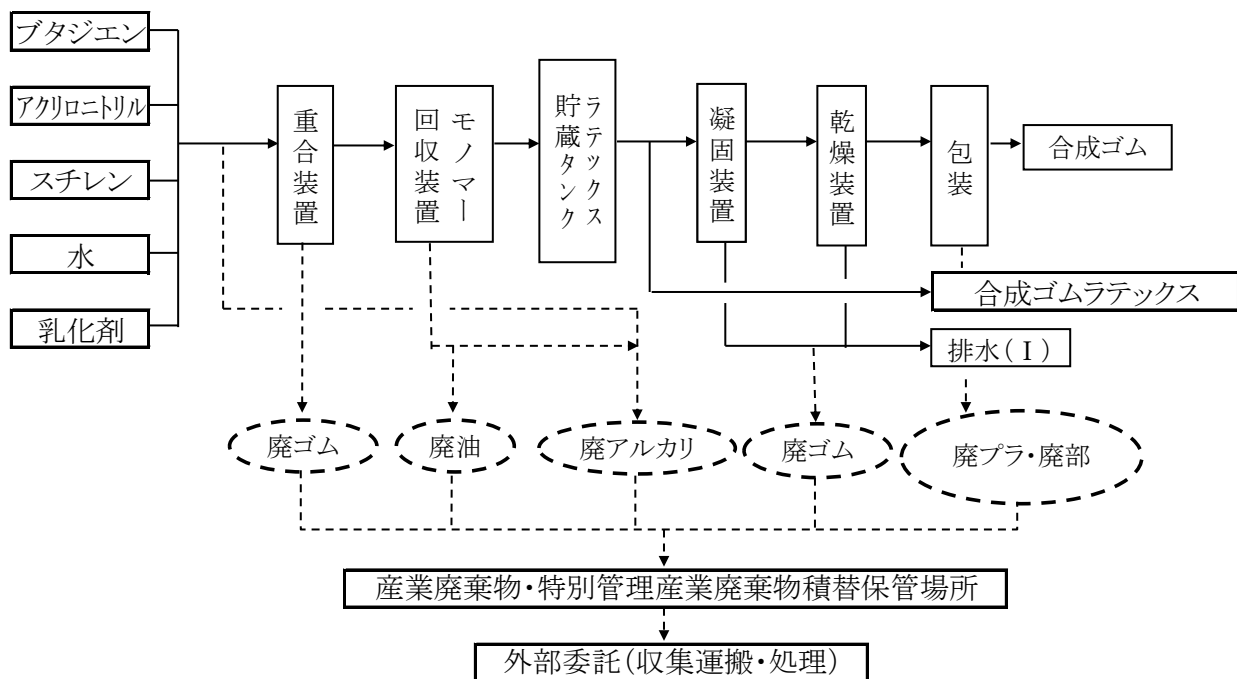 ブタジエン
アクリロニトリル
スチレン
水
乳化剤
重合装置
モノマー
回収装置
ラテックス
貯蔵タンク
凝固装置
乾燥装置
包装
合成ゴム
合成ゴムラテックス
排水(Ⅰ)
廃ゴム
廃油
廃アルカリ
廃ゴム
廃プラ・廃部
産業廃棄物・特別管理産業廃棄物積替保管場所
外部委託(収集運搬・処理)